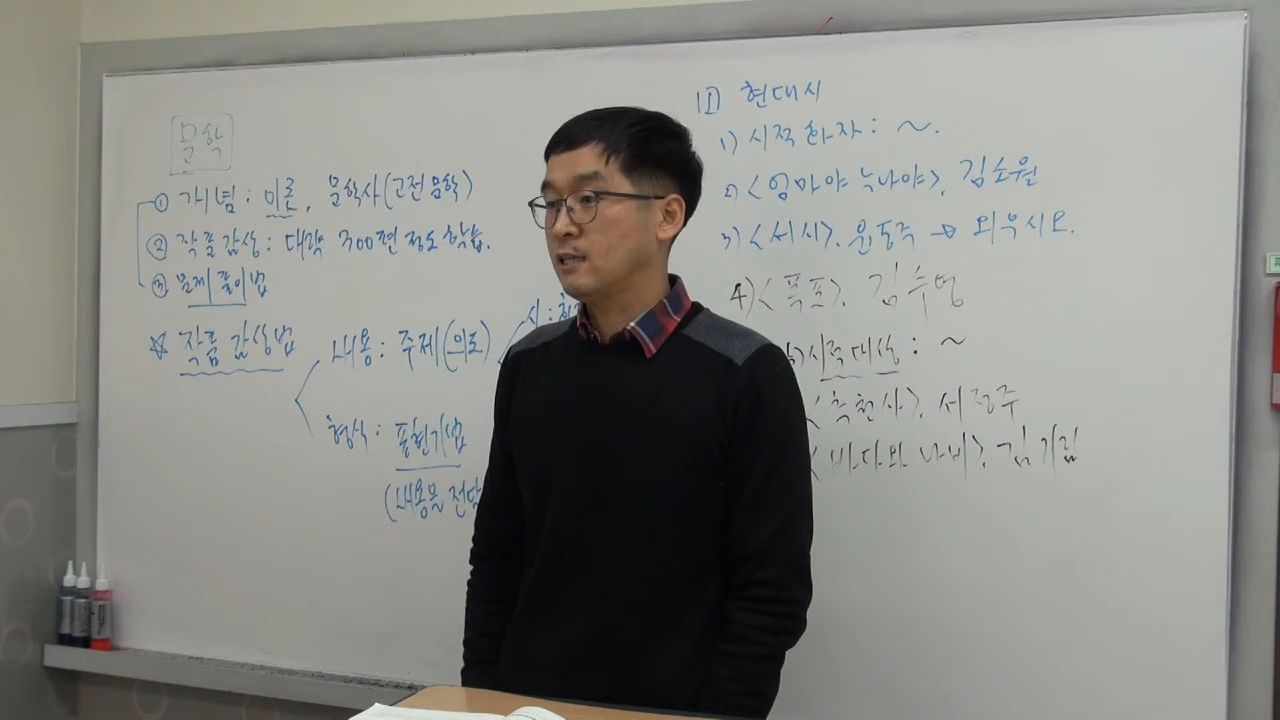 문학
① 개념: 이론, 문학사(고전문학)
② 작품감상: 대략 300편 정도 학습.
③ 문제풀이법
☆ 작품감상법
내용: 주제(의도)
시:
형식: 표현기법
(내용을 전달
현대시
1) 시적화자: ~.
2) <엄마야 누나야>, 김소월
3) <서시>, 윤동주 → 외우시오.
4) <폭포>, 김수영
시적대상: ~
<추천사>, 서정주
<바다와 나비>, 김기림